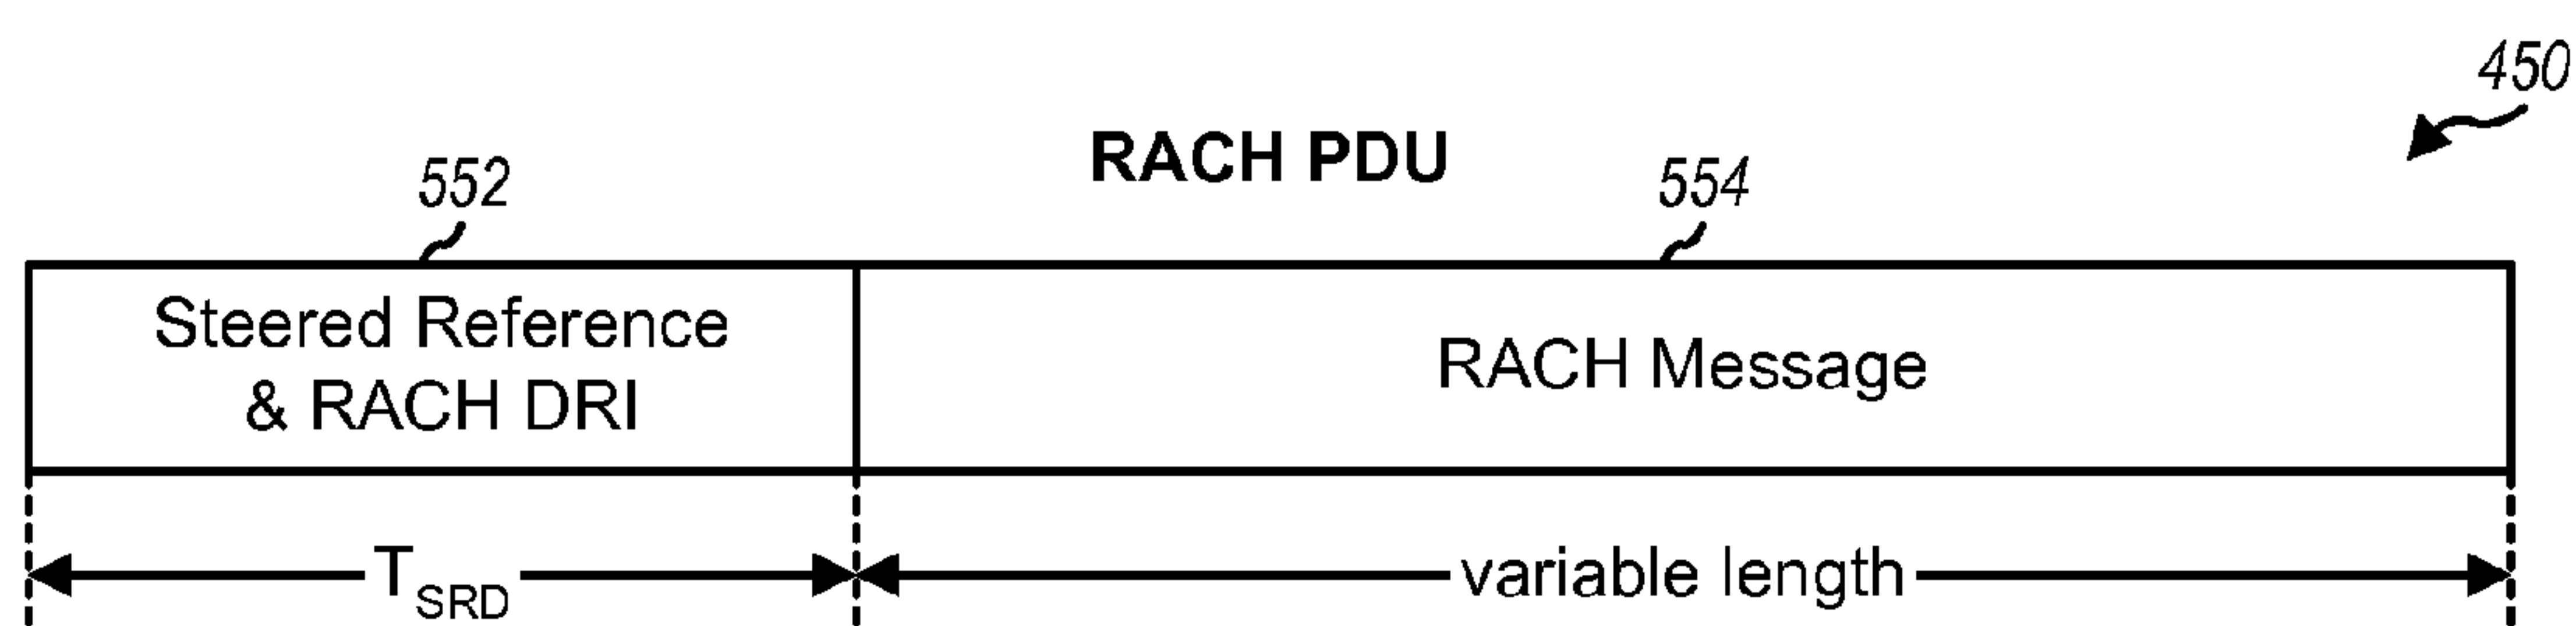 450
RACH PDU
552
554
Steered Reference
& RACH DRI
RACH Message
TSRD
variable length